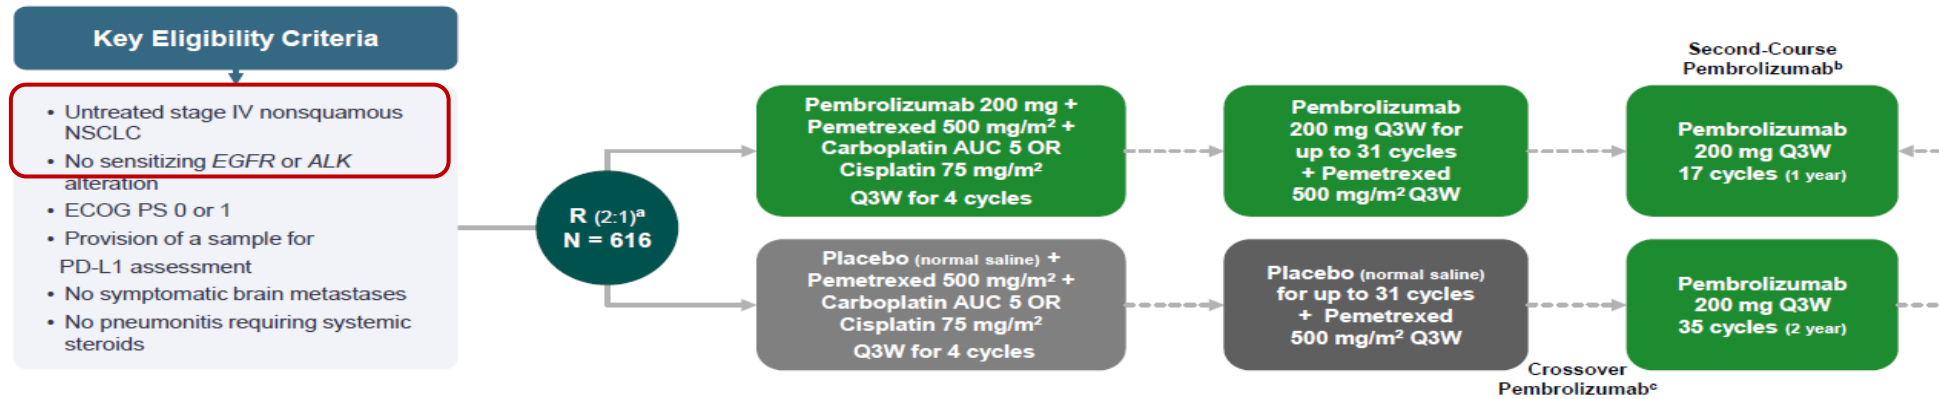 Key Eligibility Criteria
• Untreated stage IV nonsquamous
NSCLC
• No sensitizing EGFR or ALK
alteration
• ECOG PS 0 or 1
• Provision of a sample for
PD-L1 assessment
• No symptomatic brain metastases
• No pneumonitis requiring systemic
steroids
R (2:1)ᵃ
N = 616
Pembrolizumab 200 mg +
Pemetrexed 500 mg/m² +
Carboplatin AUC 5 OR
Cisplatin 75 mg/m²
Q3W for 4 cycles
Pembrolizumab
200 mg Q3W for
up to 31 cycles
+ Pemetrexed
500 mg/m² Q3W
Second-Course
Pembrolizumabᵇ
Pembrolizumab
200 mg Q3W
17 cycles (1 year)
Placebo (normal saline) +
Pemetrexed 500 mg/m² +
Carboplatin AUC 5 OR
Cisplatin 75 mg/m²
Q3W for 4 cycles
Placebo (normal saline)
for up to 31 cycles
+ Pemetrexed
500 mg/m² Q3W
Crossover
Pembrolizumabᶜ
Pembrolizumab
200 mg Q3W
35 cycles (2 year)